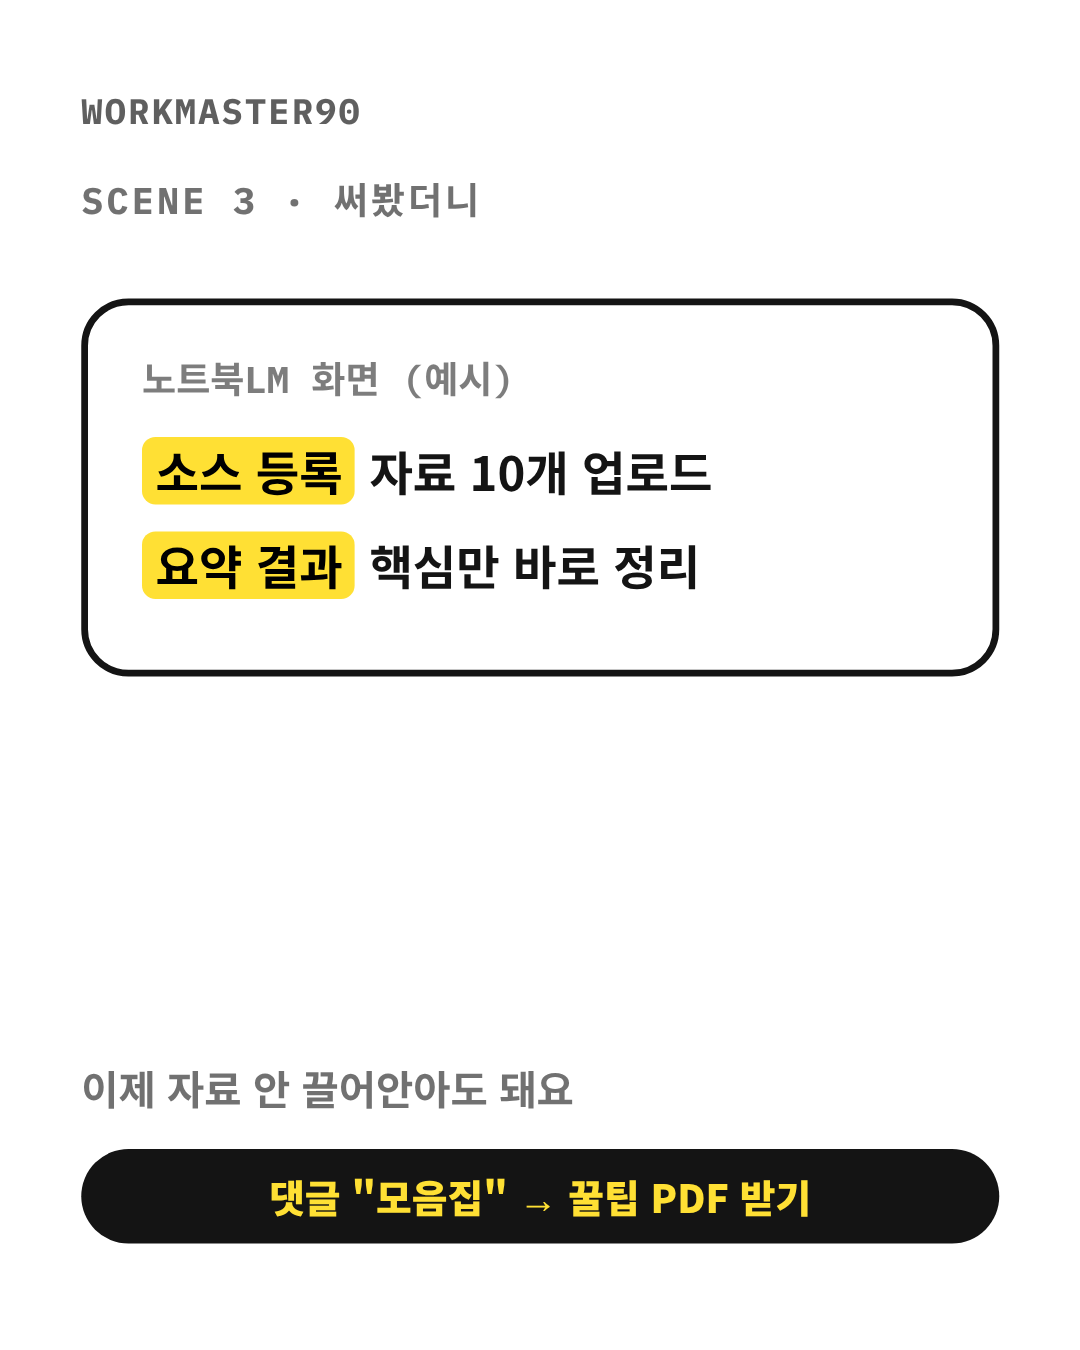 WORKMASTER90
SCENE 3 · 써봤더니
노트북LM 화면 (예시)
소스 등록 자료 10개 업로드
요약 결과 핵심만 바로 정리
이제 자료 안 끌어안아도 돼요
댓글 "모음집" → 꿀팁 PDF 받기